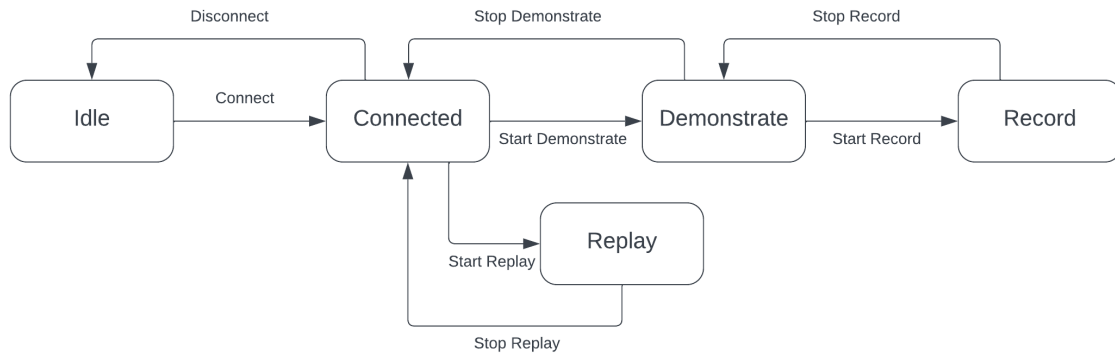 Disconnect
Stop Demonstrate
Stop Record
Idle
Connect
Connected
Start Demonstrate
Demonstrate
Start Record
Record
Start Replay
Replay
Stop Replay